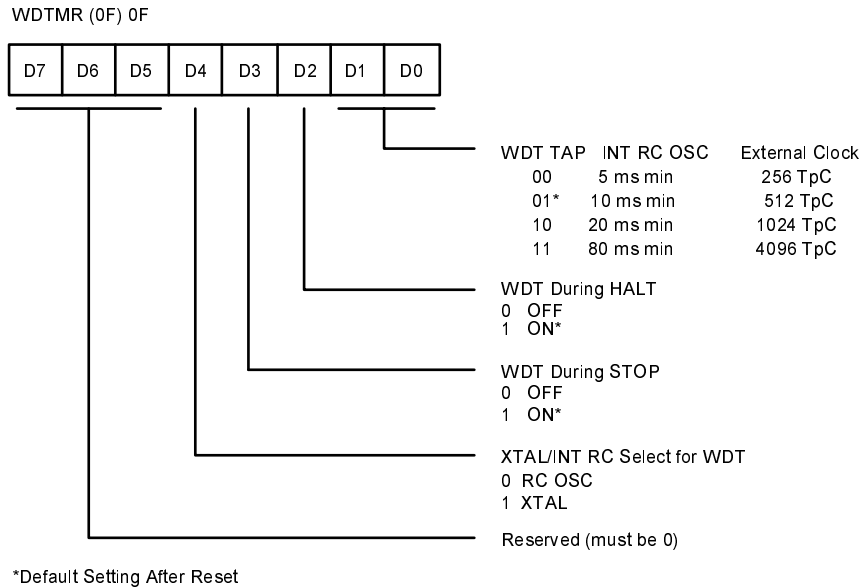 WDTMR (0F) 0F
D7 D6 D5 D4 D3 D2 D1 D0
WDT TAP INT RC OSC External Clock
00 5 ms min 256 TpC
01* 10 ms min 512 TpC
10 20 ms min 1024 TpC
11 80 ms min 4096 TpC
WDT During HALT
0 OFF
1 ON*
WDT During STOP
0 OFF
1 ON*
XTAL/INT RC Select for WDT
0 RC OSC
1 XTAL
Reserved (must be 0)
*Default Setting After Reset